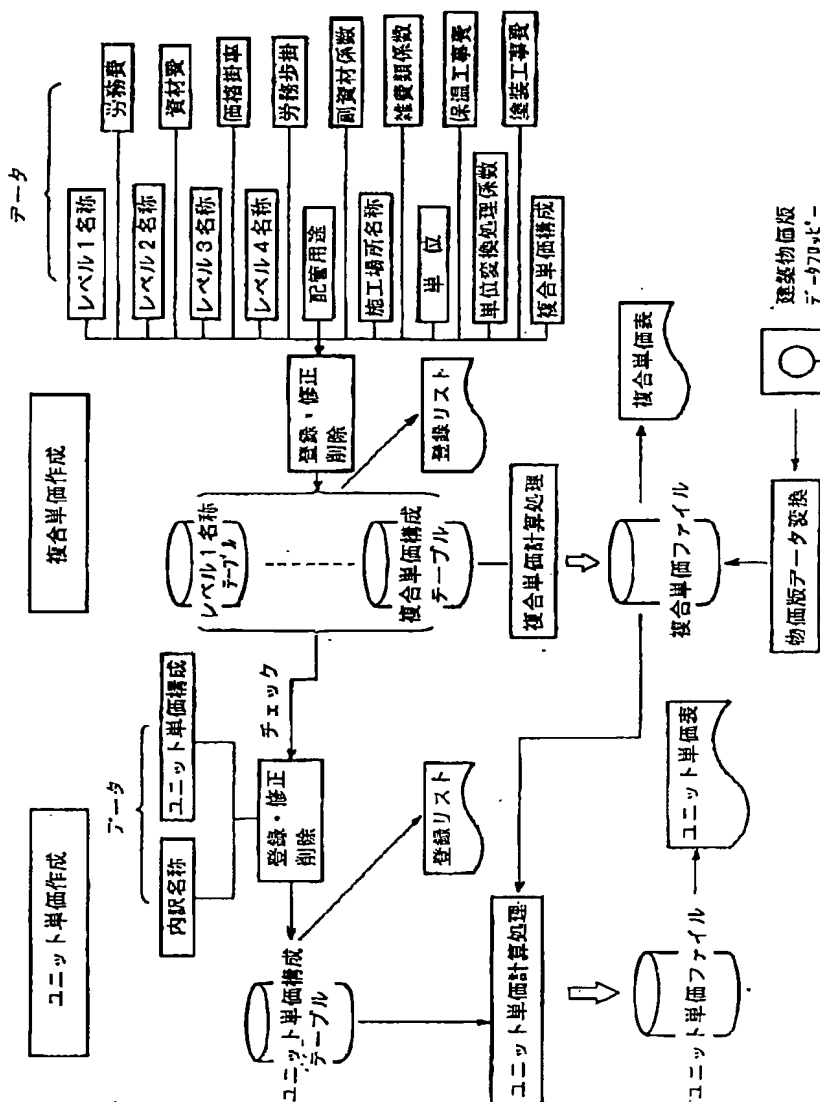 ユニット単価作成
データ
内訳名称
ユニット単価構成
登録・修正
削除
チェック
ユニット単価構成
テーブル
登録リスト
ユニット単価計算処理
ユニット単価ファイル
ユニット単価表
複合単価作成
データ
レベル1名称
労務費
レベル2名称
資材費
レベル3名称
価格掛率
レベル4名称
労務歩掛
配管用途
副資材係数
施工場所名称
雑費類係数
単位
保温工事費
単位変換処理係数
塗装工事費
複合単価構成
登録・修正
削除
レベル1名称
テーブル
複合単価構成
テーブル
登録リスト
複合単価計算処理
複合単価ファイル
複合単価表
物価版データ変換
建築物価版
データフロッピー